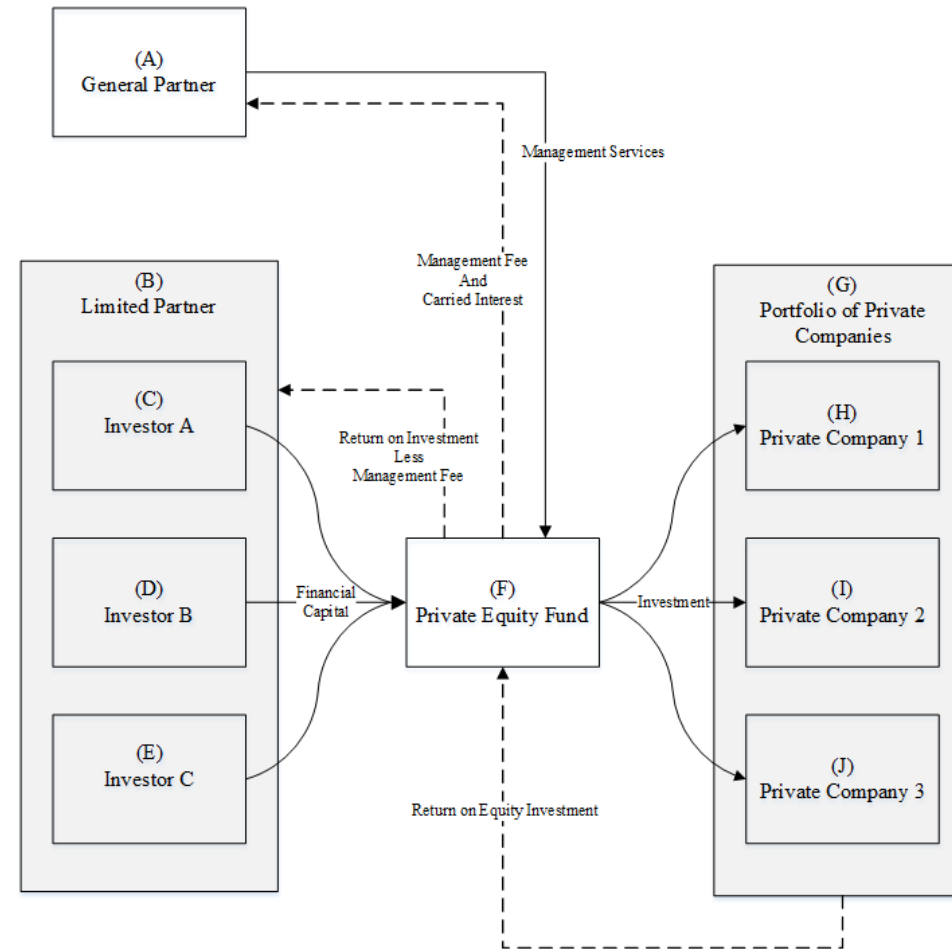 (A)
General Partner
Management Services
Management Fee
And
Carried Interest
(B)
Limited Partner
(C)
Investor A
(D)
Investor B
(E)
Investor C
Return on Investment
Less
Management Fee
Financial
Capital
(F)
Private Equity Fund
Investment
Return on Equity Investment
(G)
Portfolio of Private
Companies
(H)
Private Company 1
(I)
Private Company 2
(J)
Private Company 3